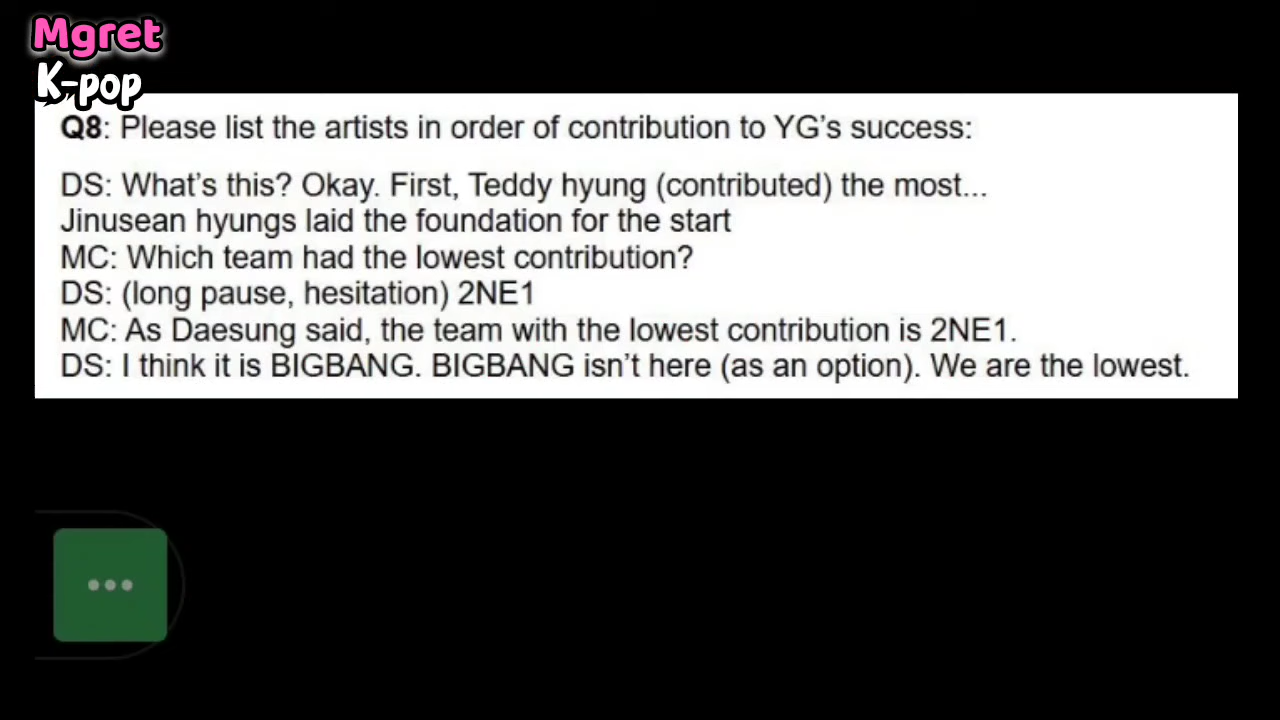 Mgret
K-pop
Q8: Please list the artists in order of contribution to YG's success:
DS: What's this? Okay. First, Teddy hyung (contributed) the most...
Jinusean hyungs laid the foundation for the start
MC: Which team had the lowest contribution?
DS: (long pause, hesitation) 2NE1
MC: As Daesung said, the team with the lowest contribution is 2NE1.
DS: I think it is BIGBANG. BIGBANG isn't here (as an option). We are the lowest.